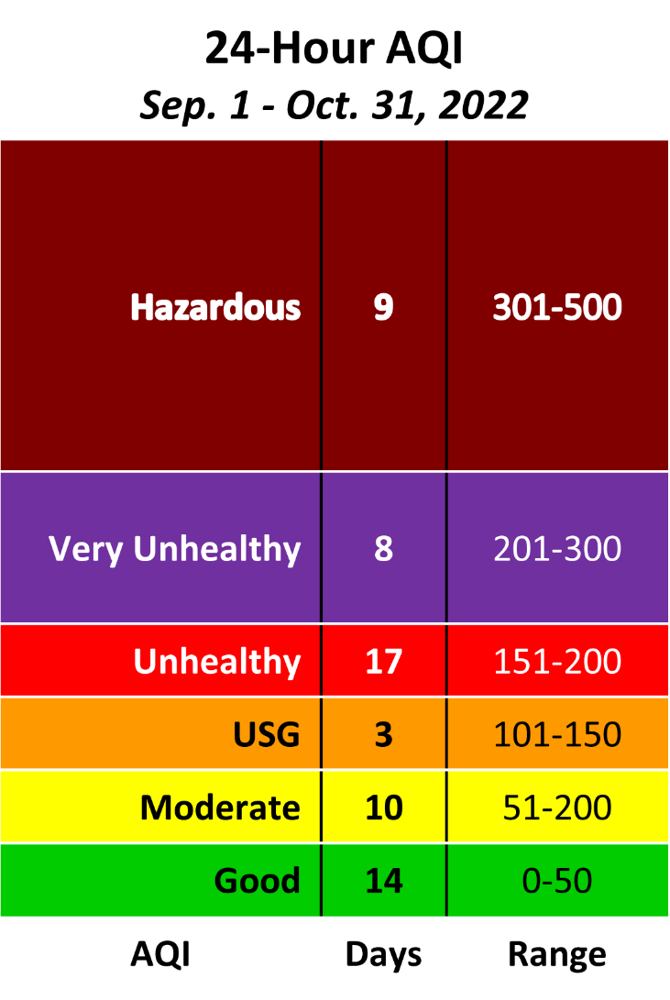 24-Hour AQI
Sep. 1 - Oct. 31, 2022
Hazardous 9 301-500
Very Unhealthy 8 201-300
Unhealthy 17 151-200
USG 3 101-150
Moderate 10 51-200
Good 14 0-50
AQI Days Range